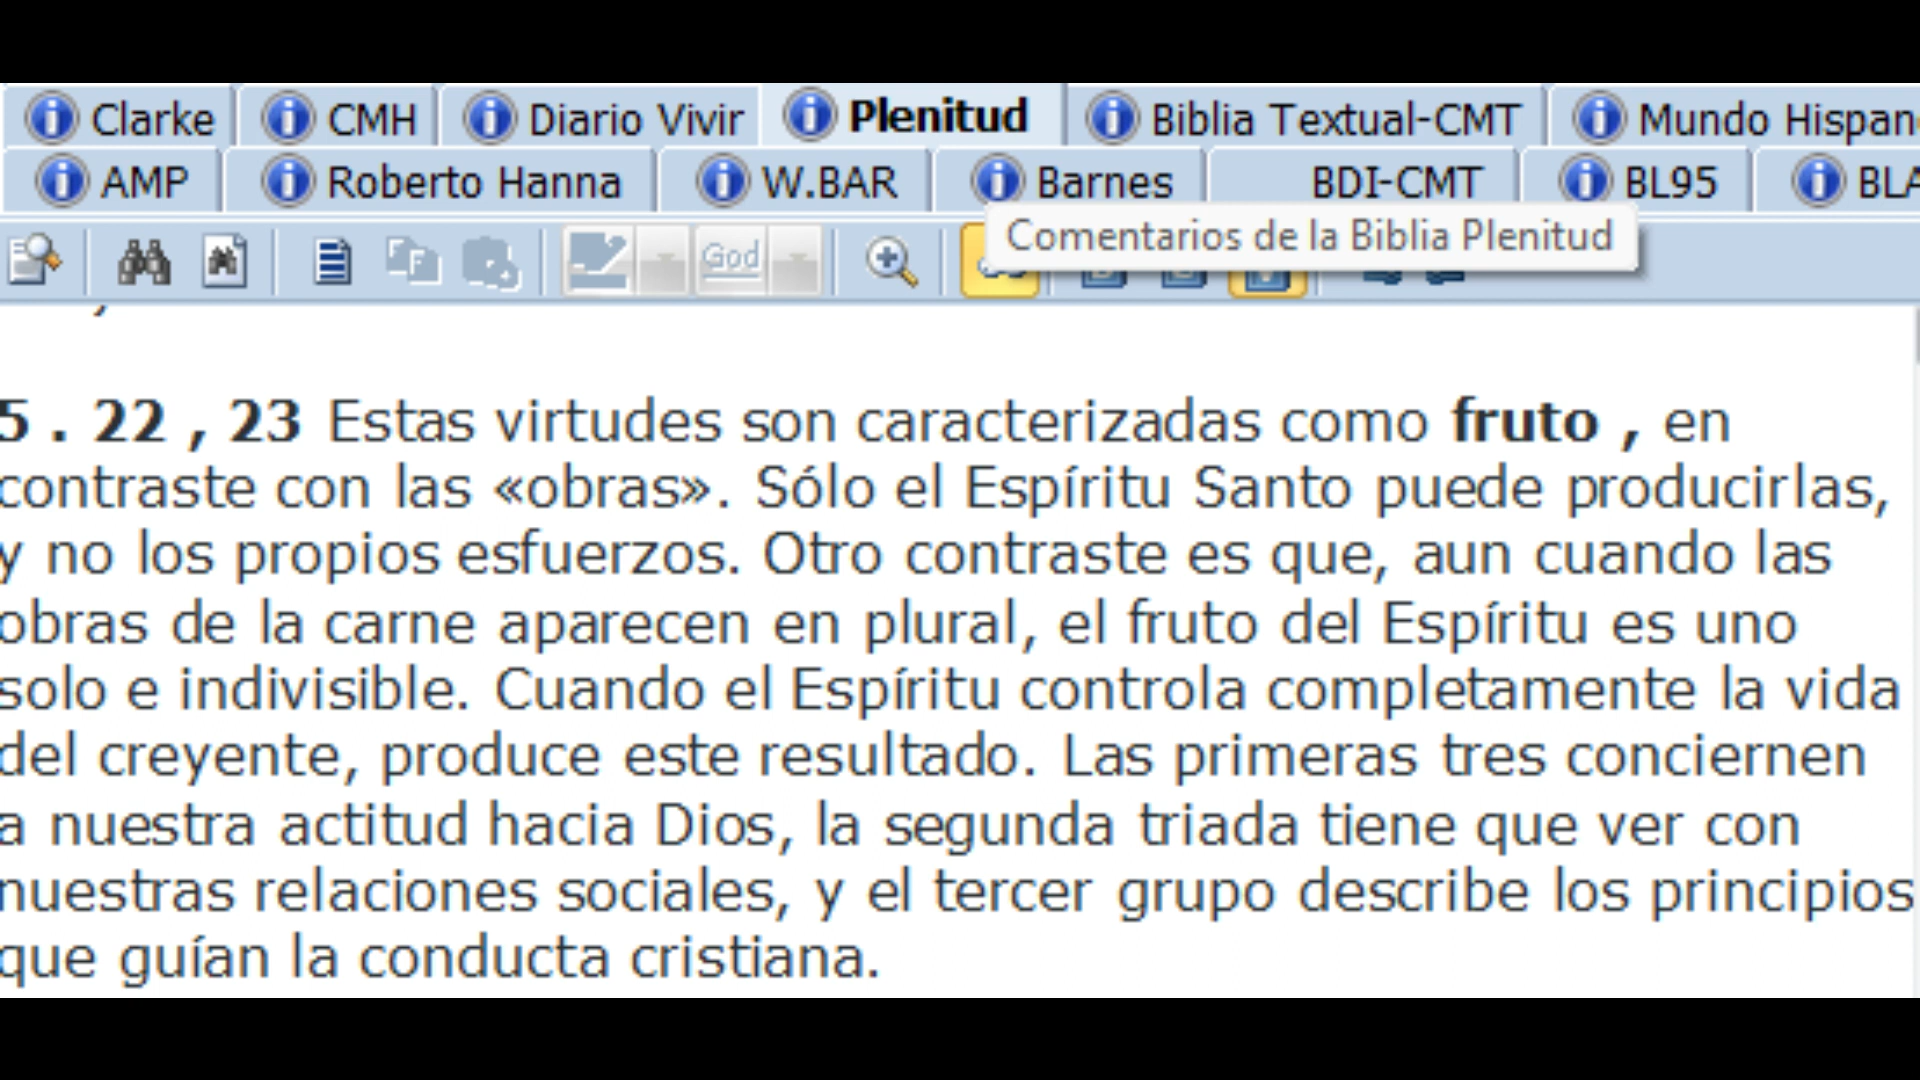 Clarke CMH Diario Vivir Plenitud Biblia Textual-CMT Mundo Hispan
AMP Roberto Hanna W.BAR Barnes BDI-CMT BL95 BLA
God
Comentarios de la Biblia Plenitud
5 . 22 , 23 Estas virtudes son caracterizadas como fruto , en
contraste con las «obras». Sólo el Espíritu Santo puede producirlas,
y no los propios esfuerzos. Otro contraste es que, aun cuando las
obras de la carne aparecen en plural, el fruto del Espíritu es uno
solo e indivisible. Cuando el Espíritu controla completamente la vida
del creyente, produce este resultado. Las primeras tres conciernen
a nuestra actitud hacia Dios, la segunda triada tiene que ver con
nuestras relaciones sociales, y el tercer grupo describe los principios
que guían la conducta cristiana.